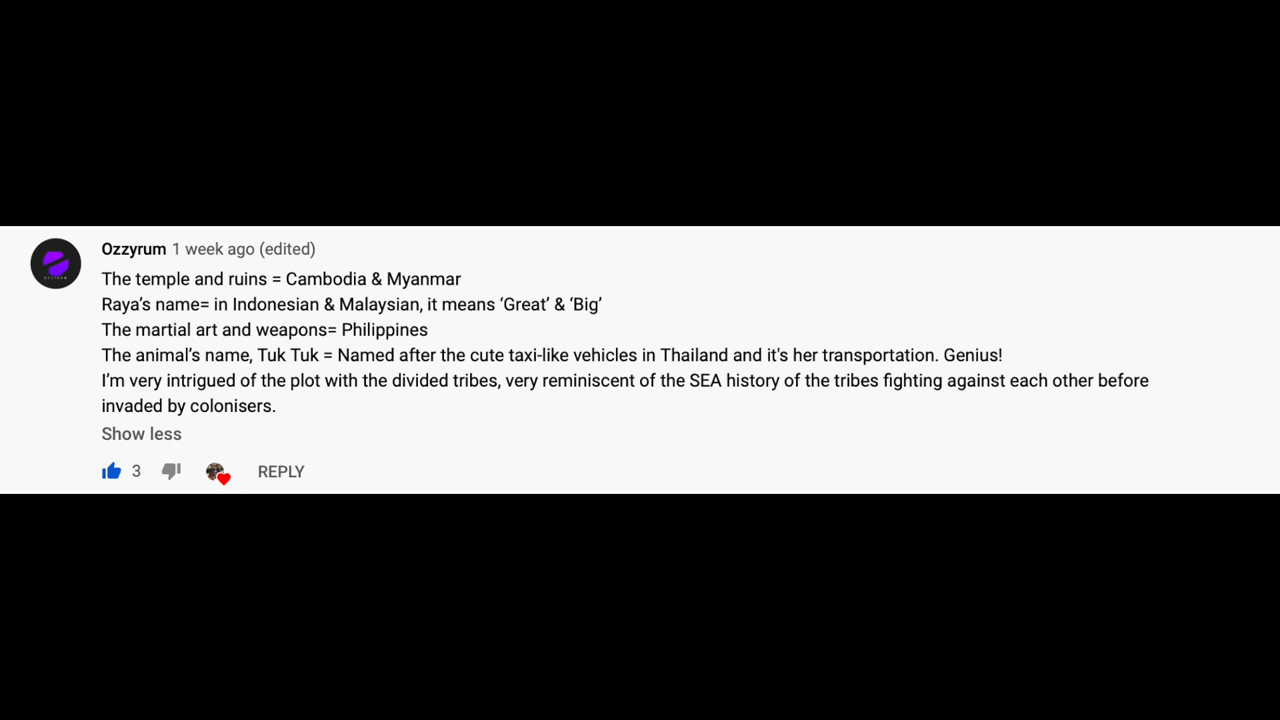 Ozzyrum 1 week ago (edited)
The temple and ruins = Cambodia & Myanmar
Raya’s name= in Indonesian & Malaysian, it means ‘Great’ & ‘Big’
The martial art and weapons= Philippines
The animal’s name, Tuk Tuk = Named after the cute taxi-like vehicles in Thailand and it's her transportation. Genius!
I’m very intrigued of the plot with the divided tribes, very reminiscent of the SEA history of the tribes fighting against each other before
invaded by colonisers.
Show less
3 REPLY